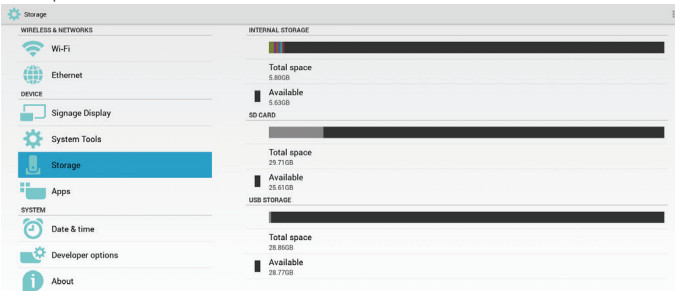 Storage
WIRELESS & NETWORKS
Wi-Fi
Ethernet
DEVICE
Signage Display
System Tools
Storage
Apps
SYSTEM
Date & time
Developer options
About
INTERNAL STORAGE
Total space
5.80GB
Available
5.63GB
SD CARD
Total space
29.71GB
Available
25.61GB
USB STORAGE
Total space
28.86GB
Available
28.77GB